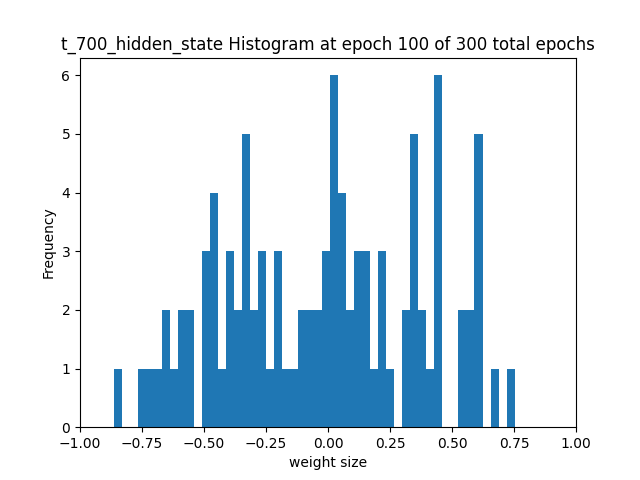 t_700_hidden_state Histogram at epoch 100 of 300 total epochs
Frequency
6
5
4
3
2
1
0
−1.00 −0.75 −0.50 −0.25 0.00 0.25 0.50 0.75 1.00
weight size